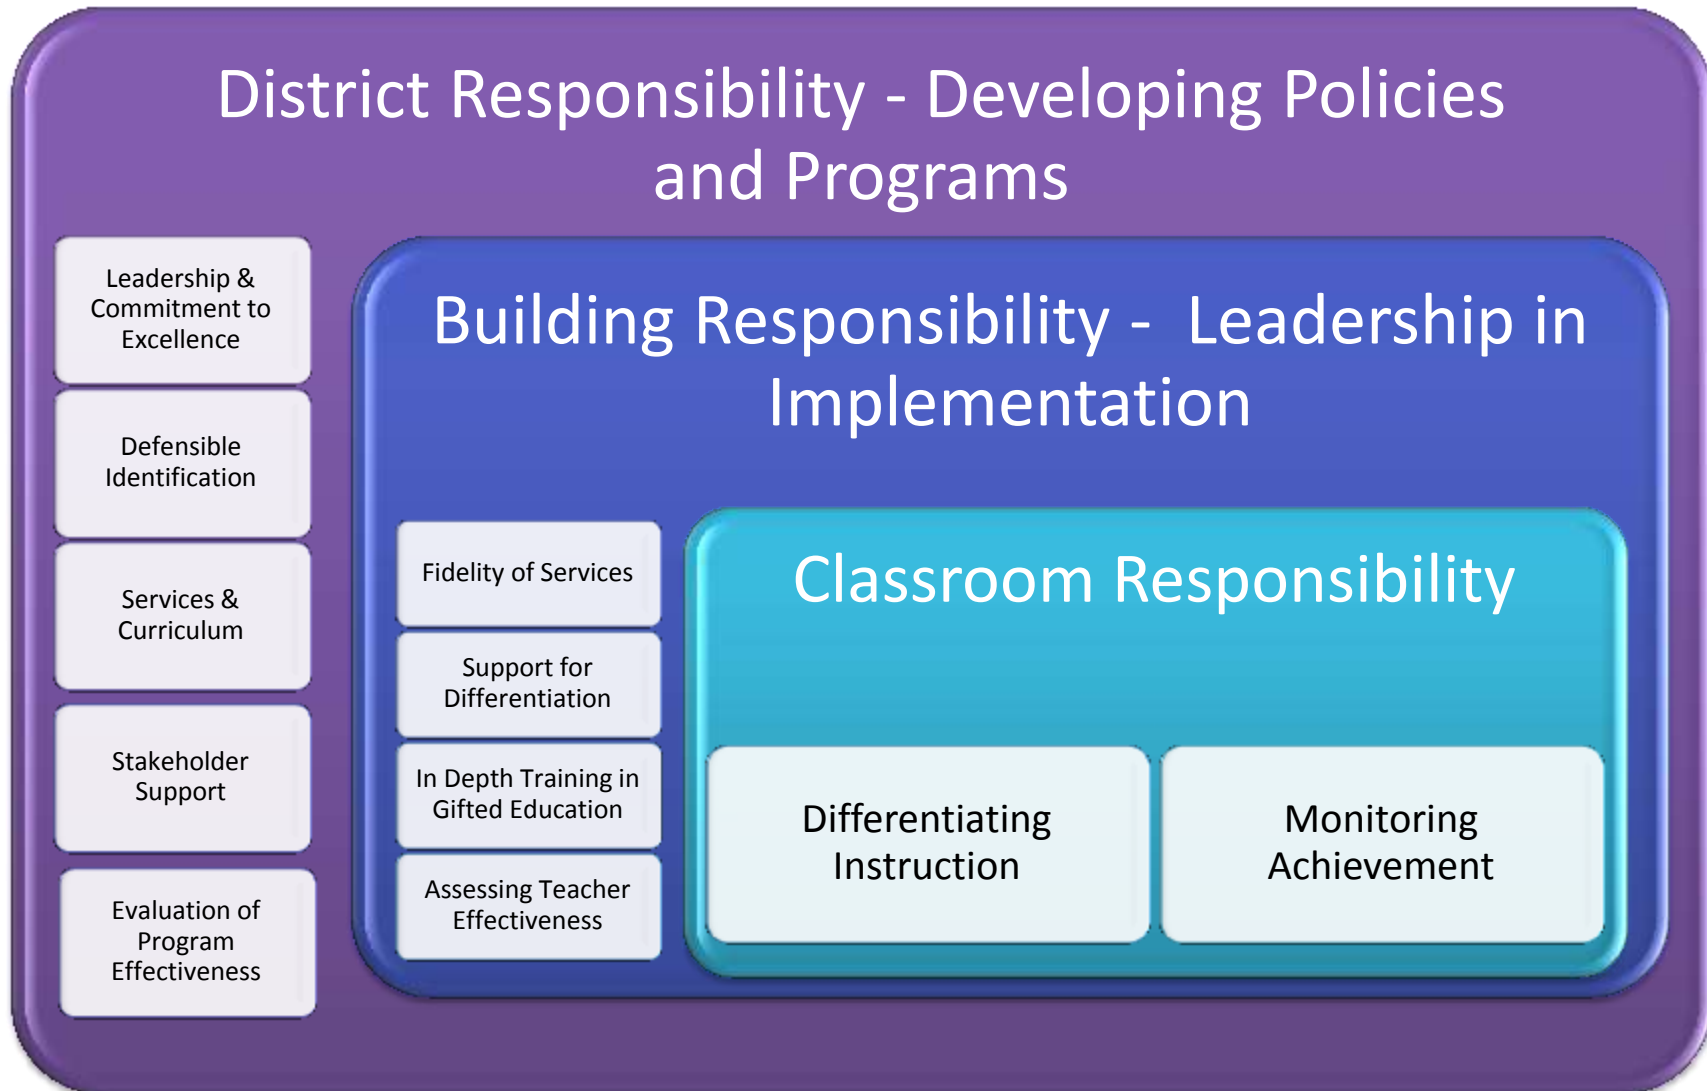 District Responsibility - Developing Policies
and Programs
Leadership &
Commitment to
Excellence
Defensible
Identification
Services &
Curriculum
Stakeholder
Support
Evaluation of
Program
Effectiveness
Building Responsibility - Leadership in
Implementation
Fidelity of Services
Support for
Differentiation
In Depth Training in
Gifted Education
Assessing Teacher
Effectiveness
Classroom Responsibility
Differentiating
Instruction
Monitoring
Achievement